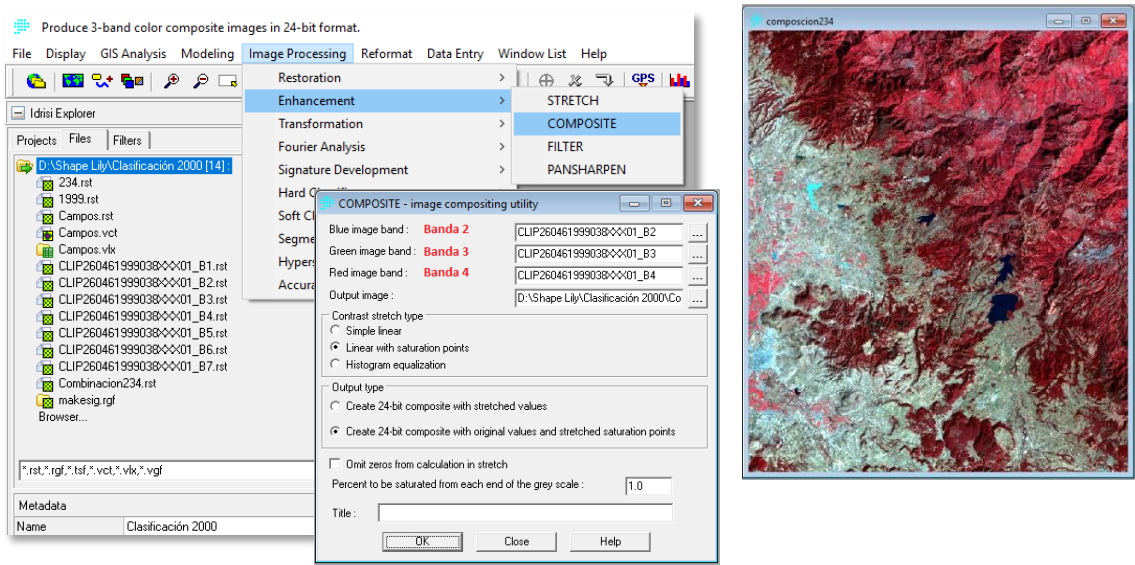 Produce 3-band color composite images in 24-bit format.
File Display GIS Analysis Modeling Image Processing Reformat Data Entry Window List Help
GPS
Restoration
Enhancement
Transformation
Fourier Analysis
Signature Development
Hard C
Soft Cl
Segme
Hypers
Accura
STRETCH
COMPOSITE
FILTER
PANSHARPEN
Idrisi Explorer
Projects Files Filters
D:\Shape Lily\Clasificación 2000 [14] :
234.rst
1999.rst
Campos.rst
Campos.vct
Campos.vlx
CLIP260461999038XXX01_B1.rst
CLIP260461999038XXX01_B2.rst
CLIP260461999038XXX01_B3.rst
CLIP260461999038XXX01_B4.rst
CLIP260461999038XXX01_B5.rst
CLIP260461999038XXX01_B6.rst
CLIP260461999038XXX01_B7.rst
Combinacion234.rst
makesig.rgf
Browser...
*.rst,*.rgf,*.tsf,*.vct,*.vlx,*.vgf
Metadata
Name Clasificación 2000
COMPOSITE - image compositing utility
Blue image band : Banda 2 CLIP260461999038XXX01_B2 ...
Green image band : Banda 3 CLIP260461999038XXX01_B3 ...
Red image band : Banda 4 CLIP260461999038XXX01_B4 ...
Output image : D:\Shape Lily\Clasificación 2000\Co ...
Contrast stretch type
Simple linear
Linear with saturation points
Histogram equalization
Output type
Create 24-bit composite with stretched values
Create 24-bit composite with original values and stretched saturation points
Omit zeros from calculation in stretch
Percent to be saturated from each end of the grey scale : 1.0
Title :
OK Close Help
composcion234